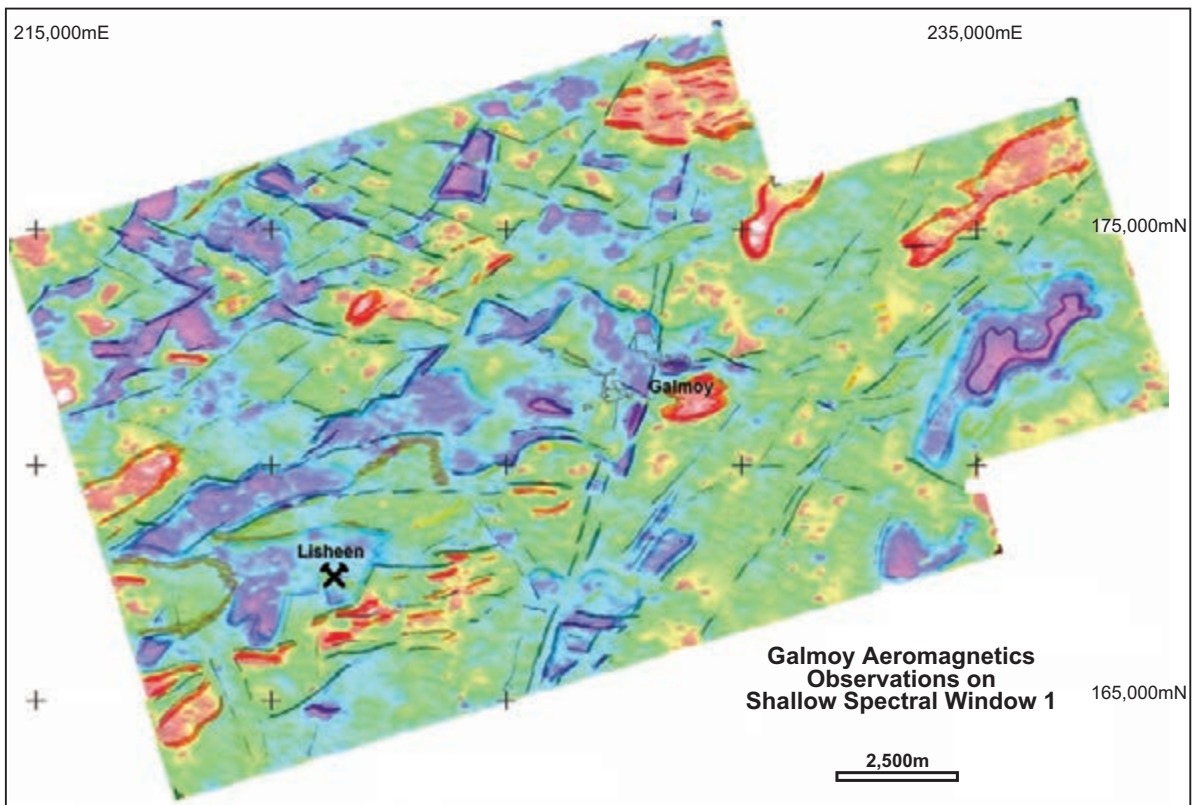 215,000mE
235,000mE
175,000mN
Galmoy
Lisheen
Galmoy Aeromagnetics
Observations on
Shallow Spectral Window 1
165,000mN
2,500m